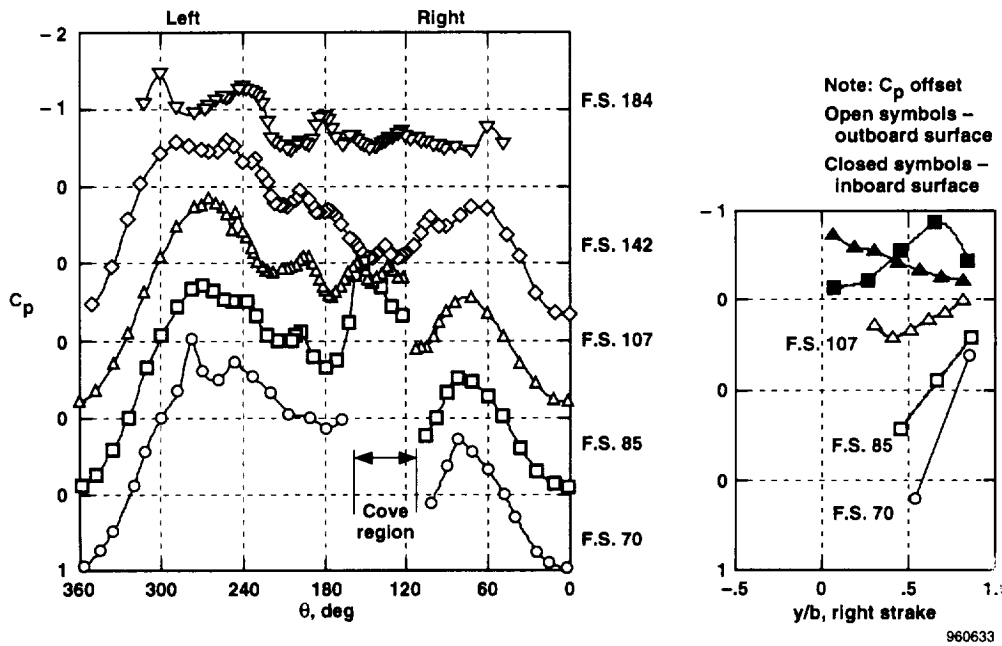 Left
Right
– 2
– 1
0
0
0
0
0
1
Cp
360
300
240
180
120
60
0
θ, deg
F.S. 184
F.S. 142
F.S. 107
F.S. 85
F.S. 70
Cove
region
Note: Cp offset
Open symbols –
outboard surface
Closed symbols –
inboard surface
– 1
0
0
0
1
F.S. 107
F.S. 85
F.S. 70
–.5
0
.5
y/b, right strake
960633